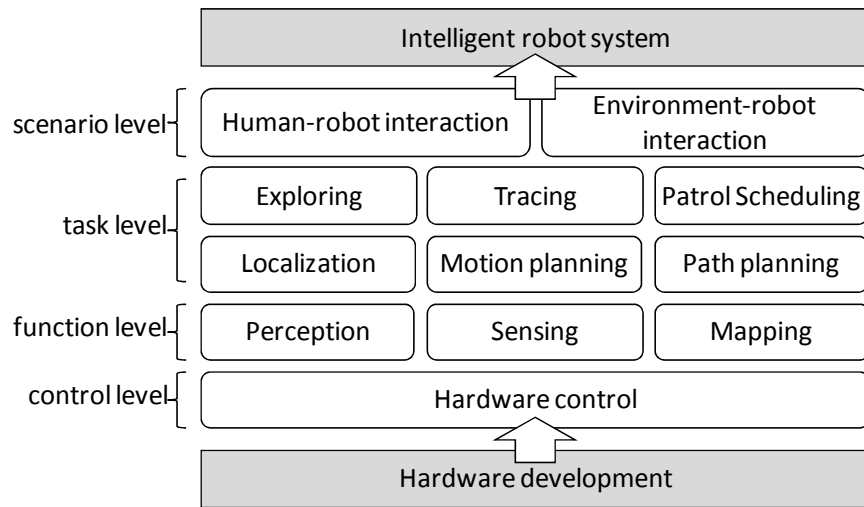 Intelligent robot system
scenario level
Human-robot interaction
Environment-robot
interaction
task level
Exploring
Tracing
Patrol Scheduling
Localization
Motion planning
Path planning
function level
Perception
Sensing
Mapping
control level
Hardware control
Hardware development